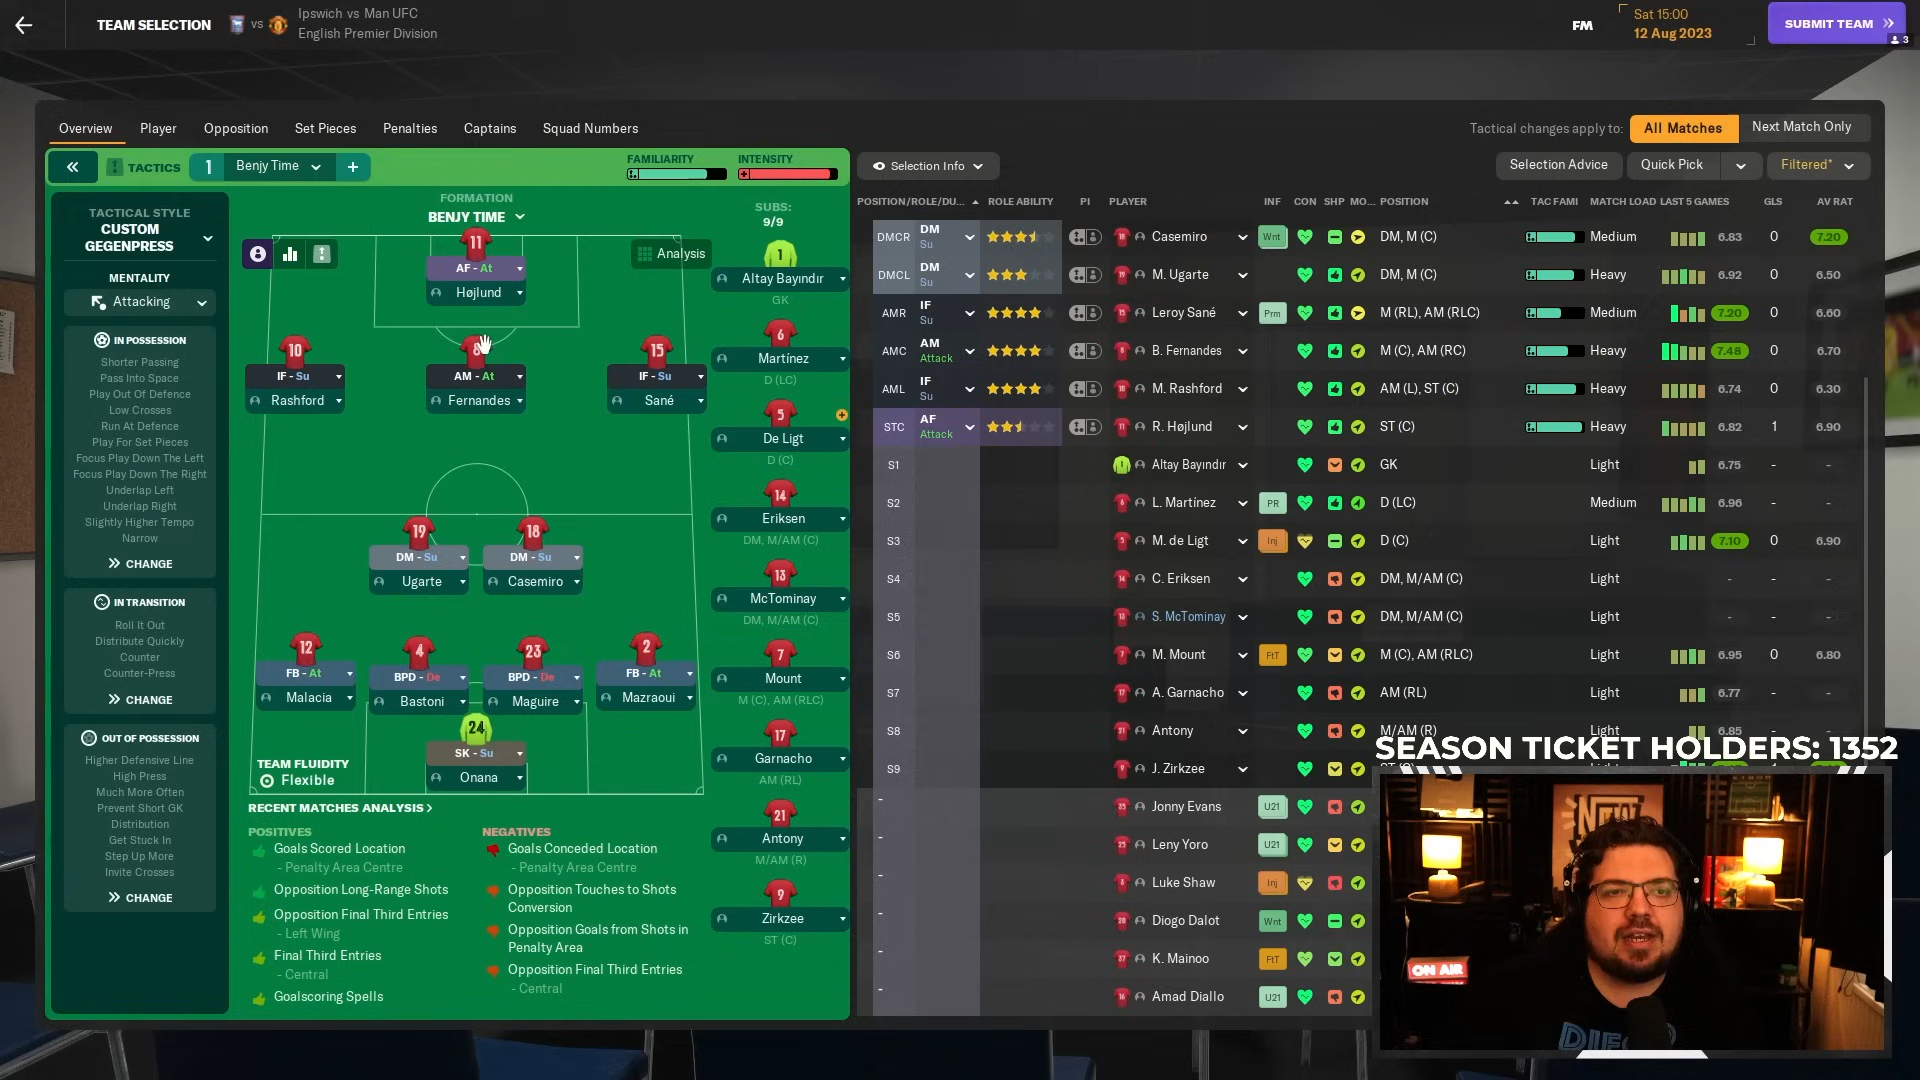 TEAM SELECTION
vs
Ipswich vs Man UFC
English Premier Division
FM
Sat 15:00
12 Aug 2023
SUBMIT TEAM
3
Overview
Player
Opposition
Set Pieces
Penalties
Captains
Squad Numbers
Tactical changes apply to:
All Matches
Next Match Only
TACTICS
1
Benjy Time
FAMILIARITY
INTENSITY
Selection Info
Selection Advice
Quick Pick
Filtered*
TACTICAL STYLE
CUSTOM
GEGENPRESS
MENTALITY
Attacking
IN POSSESSION
Shorter Passing
Pass Into Space
Play Out Of Defence
Low Crosses
Run At Defence
Play For Set Pieces
Focus Play Down The Left
Focus Play Down The Right
Underlap Left
Underlap Right
Slightly Higher Tempo
Narrow
CHANGE
IN TRANSITION
Roll It Out
Distribute Quickly
Counter
Counter-Press
CHANGE
OUT OF POSSESSION
Higher Defensive Line
High Press
Much More Often
Prevent Short GK
Distribution
Get Stuck In
Step Up More
Invite Crosses
CHANGE
FORMATION
BENJY TIME
Analysis
11
AF - At
Højlund
10
IF - Su
Rashford
AM - At
Fernandes
15
IF - Su
Sané
19
DM - Su
Ugarte
18
DM - Su
Casemiro
12
FB - At
Malacia
4
BPD - De
Bastoni
23
BPD - De
Maguire
2
FB - At
Mazraoui
24
SK - Su
Onana
TEAM FLUIDITY
Flexible
SUBS:
9/9
1
Altay Bayındır
GK
6
Martínez
D (LC)
5
De Ligt
D (C)
14
Eriksen
DM, M/AM (C)
13
McTominay
DM, M/AM (C)
7
Mount
M (C), AM (RLC)
17
Garnacho
AM (RL)
21
Antony
M/AM (R)
9
Zirkzee
ST (C)
RECENT MATCHES ANALYSIS
POSITIVES
Goals Scored Location
- Penalty Area Centre
Opposition Long-Range Shots
Opposition Final Third Entries
- Left Wing
Final Third Entries
- Central
Goalscoring Spells
NEGATIVES
Goals Conceded Location
- Penalty Area Centre
Opposition Touches to Shots
Conversion
Opposition Goals from Shots in
Penalty Area
Opposition Final Third Entries
- Central
POSITION/ROLE/DU... ROLE ABILITY PI PLAYER INF CON SHP MO... POSITION TAC FAMI MATCH LOAD LAST 5 GAMES GLS AV RAT
DMCR DM Su Casemiro Wnt DM, M (C) Medium 6.83 0 7.20
DMCL DM Su M. Ugarte DM, M (C) Heavy 6.92 0 6.50
AMR IF Su Leroy Sané Prm M (RL), AM (RLC) Medium 7.20 0 6.60
AMC AM Attack B. Fernandes M (C), AM (RC) Heavy 7.48 0 6.70
AML IF Su M. Rashford AM (L), ST (C) Heavy 6.74 0 6.30
STC AF Attack R. Højlund ST (C) Heavy 6.82 1 6.90
S1 Altay Bayındır GK Light 6.75 - -
S2 L. Martínez PR D (LC) Medium 6.96 - -
S3 M. de Ligt Inj D (C) Light 7.10 0 6.90
S4 C. Eriksen DM, M/AM (C) Light - - -
S5 S. McTominay DM, M/AM (C) Light - - -
S6 M. Mount FtT M (C), AM (RLC) Light 6.95 0 6.80
S7 A. Garnacho AM (RL) Light 6.77 - -
S8 Antony M/AM (R) Light 6.85 - -
S9 J. Zirkzee
- Jonny Evans U21
- Leny Yoro U21
- Luke Shaw Inj
- Diogo Dalot Wnt
- K. Mainoo FtT
- Amad Diallo U21
SEASON TICKET HOLDERS: 1352
ON AIR